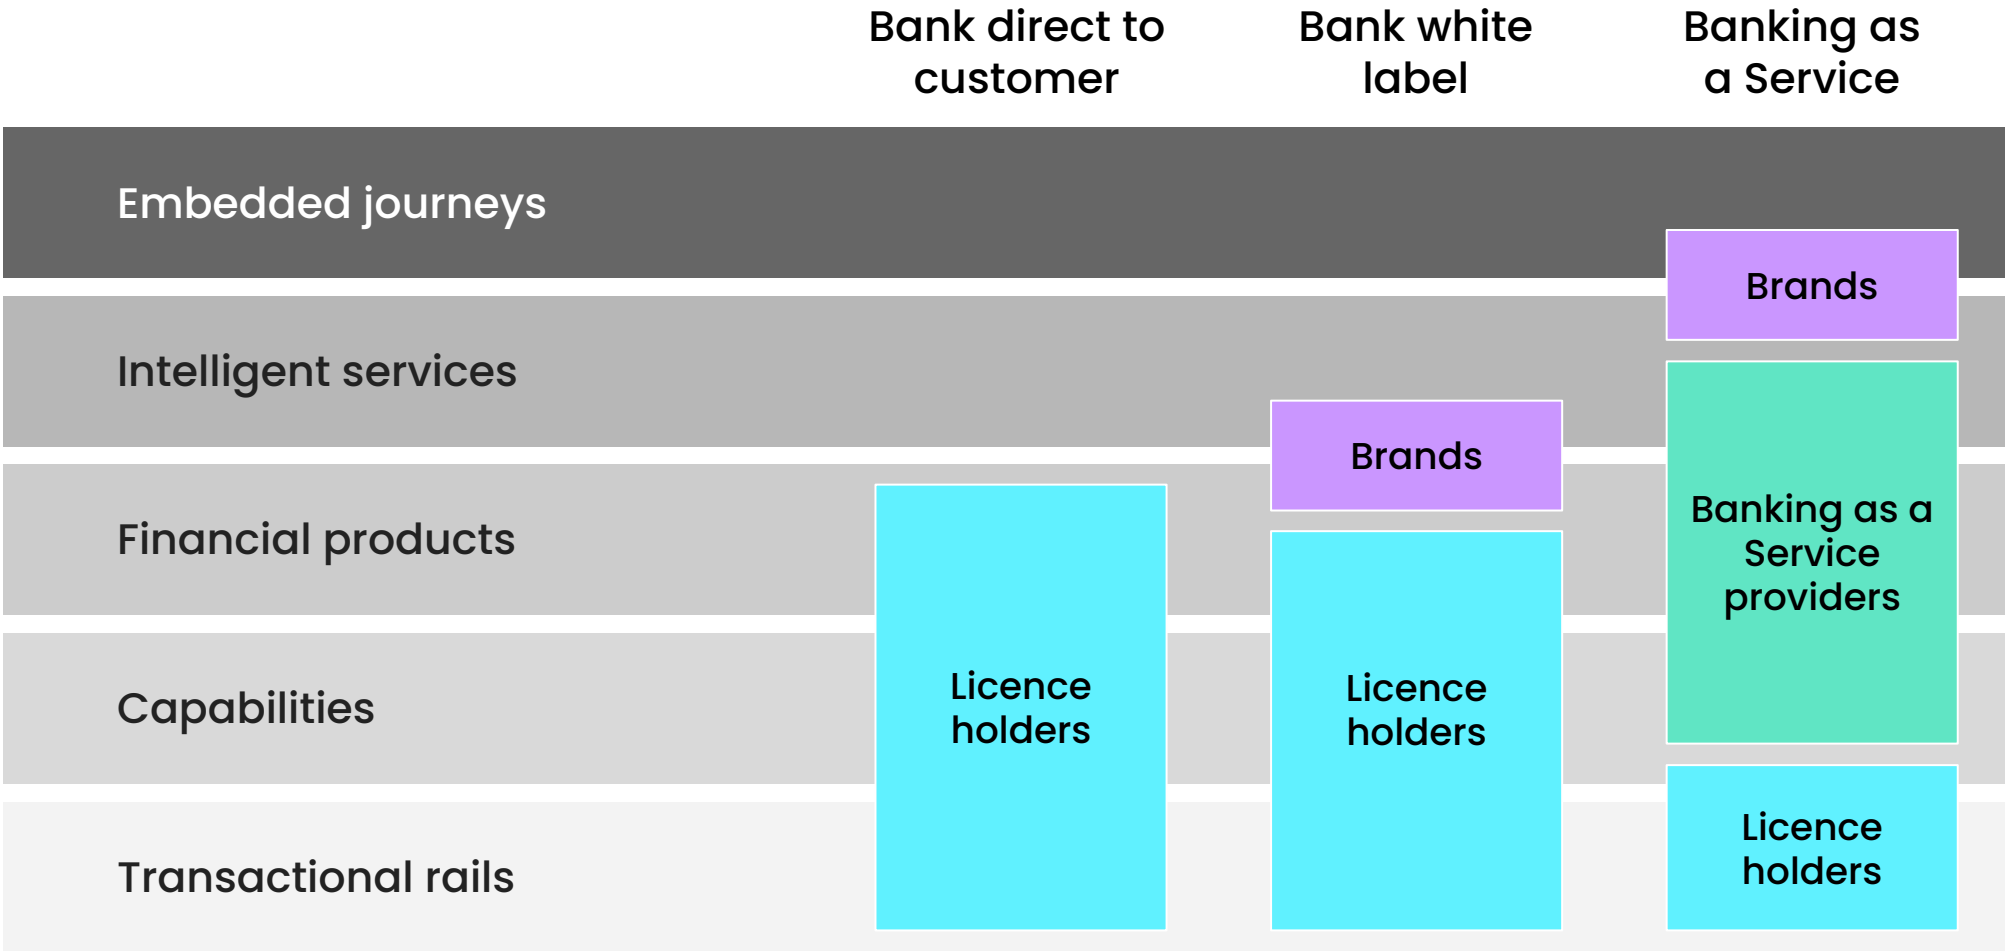 Bank direct to
customer
Bank white
label
Banking as
a Service
Embedded journeys
Brands
Intelligent services
Brands
Financial products
Banking as a
Service
providers
Capabilities
Licence
holders
Licence
holders
Transactional rails
Licence
holders